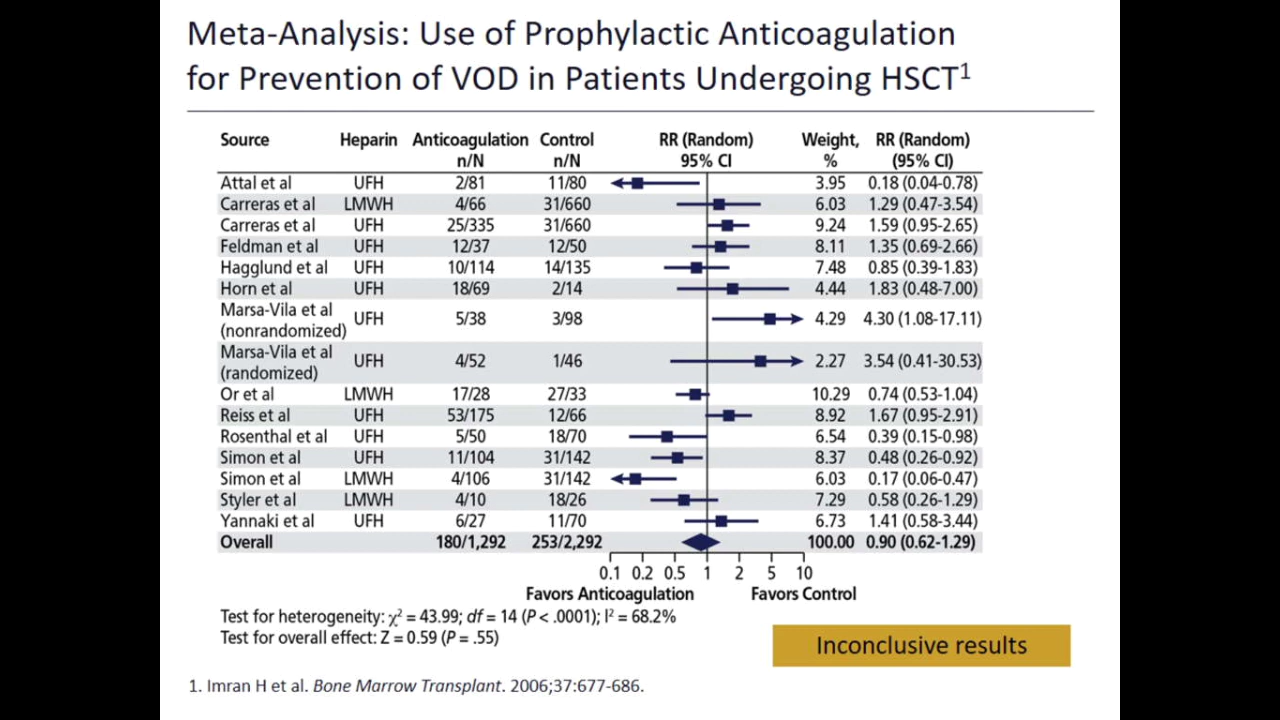 Meta-Analysis: Use of Prophylactic Anticoagulation
for Prevention of VOD in Patients Undergoing HSCT1
Source Heparin Anticoagulation Control RR (Random) Weight, RR (Random)
n/N n/N 95% CI % (95% CI)
Attal et al UFH 2/81 11/80 3.95 0.18 (0.04-0.78)
Carreras et al LMWH 4/66 31/660 6.03 1.29 (0.47-3.54)
Carreras et al UFH 25/335 31/660 9.24 1.59 (0.95-2.65)
Feldman et al UFH 12/37 12/50 8.11 1.35 (0.69-2.66)
Hagglund et al UFH 10/114 14/135 7.48 0.85 (0.39-1.83)
Horn et al UFH 18/69 2/14 4.44 1.83 (0.48-7.00)
Marsa-Vila et al
(nonrandomized) UFH 5/38 3/98 4.29 4.30 (1.08-17.11)
Marsa-Vila et al
(randomized) UFH 4/52 1/46 2.27 3.54 (0.41-30.53)
Or et al LMWH 17/28 27/33 10.29 0.74 (0.53-1.04)
Reiss et al UFH 53/175 12/66 8.92 1.67 (0.95-2.91)
Rosenthal et al UFH 5/50 18/70 6.54 0.39 (0.15-0.98)
Simon et al UFH 11/104 31/142 8.37 0.48 (0.26-0.92)
Simon et al LMWH 4/106 31/142 6.03 0.17 (0.06-0.47)
Styler et al LMWH 4/10 18/26 7.29 0.58 (0.26-1.29)
Yannaki et al UFH 6/27 11/70 6.73 1.41 (0.58-3.44)
Overall 180/1,292 253/2,292 100.00 0.90 (0.62-1.29)
0.1 0.2 0.5 1 2 5 10
Favors Anticoagulation Favors Control
Test for heterogeneity: χ² = 43.99; df = 14 (P < .0001); I² = 68.2%
Test for overall effect: Z = 0.59 (P = .55)
Inconclusive results
1. Imran H et al. Bone Marrow Transplant. 2006;37:677-686.